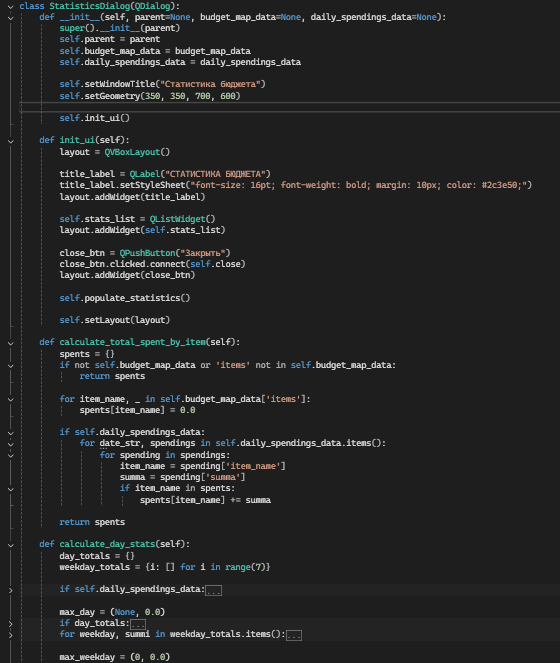 class StatisticsDialog(QDialog):
    def __init__(self, parent=None, budget_map_data=None, daily_spendings_data=None):
        super().__init__(parent)
        self.parent = parent
        self.budget_map_data = budget_map_data
        self.daily_spendings_data = daily_spendings_data
        self.setWindowTitle("Статистика бюджета")
        self.setGeometry(350, 350, 700, 600)
        self.init_ui()
    def init_ui(self):
        layout = QVBoxLayout()
        title_label = QLabel("СТАТИСТИКА БЮДЖЕТА")
        title_label.setStyleSheet("font-size: 16pt; font-weight: bold; margin: 10px; color: #2c3e50;")
        layout.addWidget(title_label)
        self.stats_list = QListWidget()
        layout.addWidget(self.stats_list)
        close_btn = QPushButton("Закрыть")
        close_btn.clicked.connect(self.close)
        layout.addWidget(close_btn)
        self.populate_statistics()
        self.setLayout(layout)
    def calculate_total_spent_by_item(self):
        spents = {}
        if not self.budget_map_data or 'items' not in self.budget_map_data:
            return spents
        for item_name, _ in self.budget_map_data['items']:
            spents[item_name] = 0.0
        if self.daily_spendings_data:
            for date_str, spendings in self.daily_spendings_data.items():
                for spending in spendings:
                    item_name = spending['item_name']
                    summa = spending['summa']
                    if item_name in spents:
                        spents[item_name] += summa
        return spents
    def calculate_day_stats(self):
        day_totals = {}
        weekday_totals = {i: [] for i in range(7)}
        if self.daily_spendings_data:...
        max_day = (None, 0.0)
        if day_totals:...
        for weekday, summi in weekday_totals.items():...
        max_weekday = (0, 0.0)